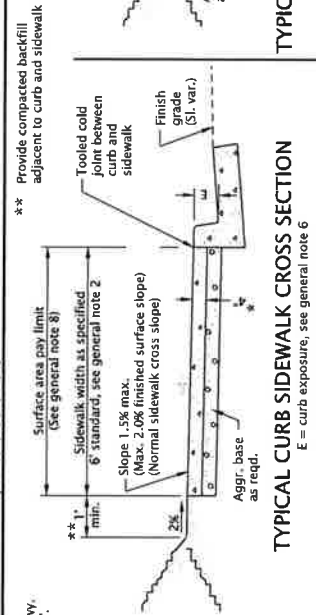 ** Provide compacted backfill
adjacent to curb and sidewalk
Surface area pay limit
(See general note 8)
Sidewalk width as specified
6' standard, see general note 2
** 1'
min.
Slope 1.5% max.
(Max. 2.0% finished surface slope)
(Normal sidewalk cross slope)
Tooled cold
joint between
curb and
sidewalk
Finish
grade
(Sl. var.)
2%
E
4"
*
Aggr. base
as reqd.
TYPICAL CURB SIDEWALK CROSS SECTION
E = curb exposure, see general note 6